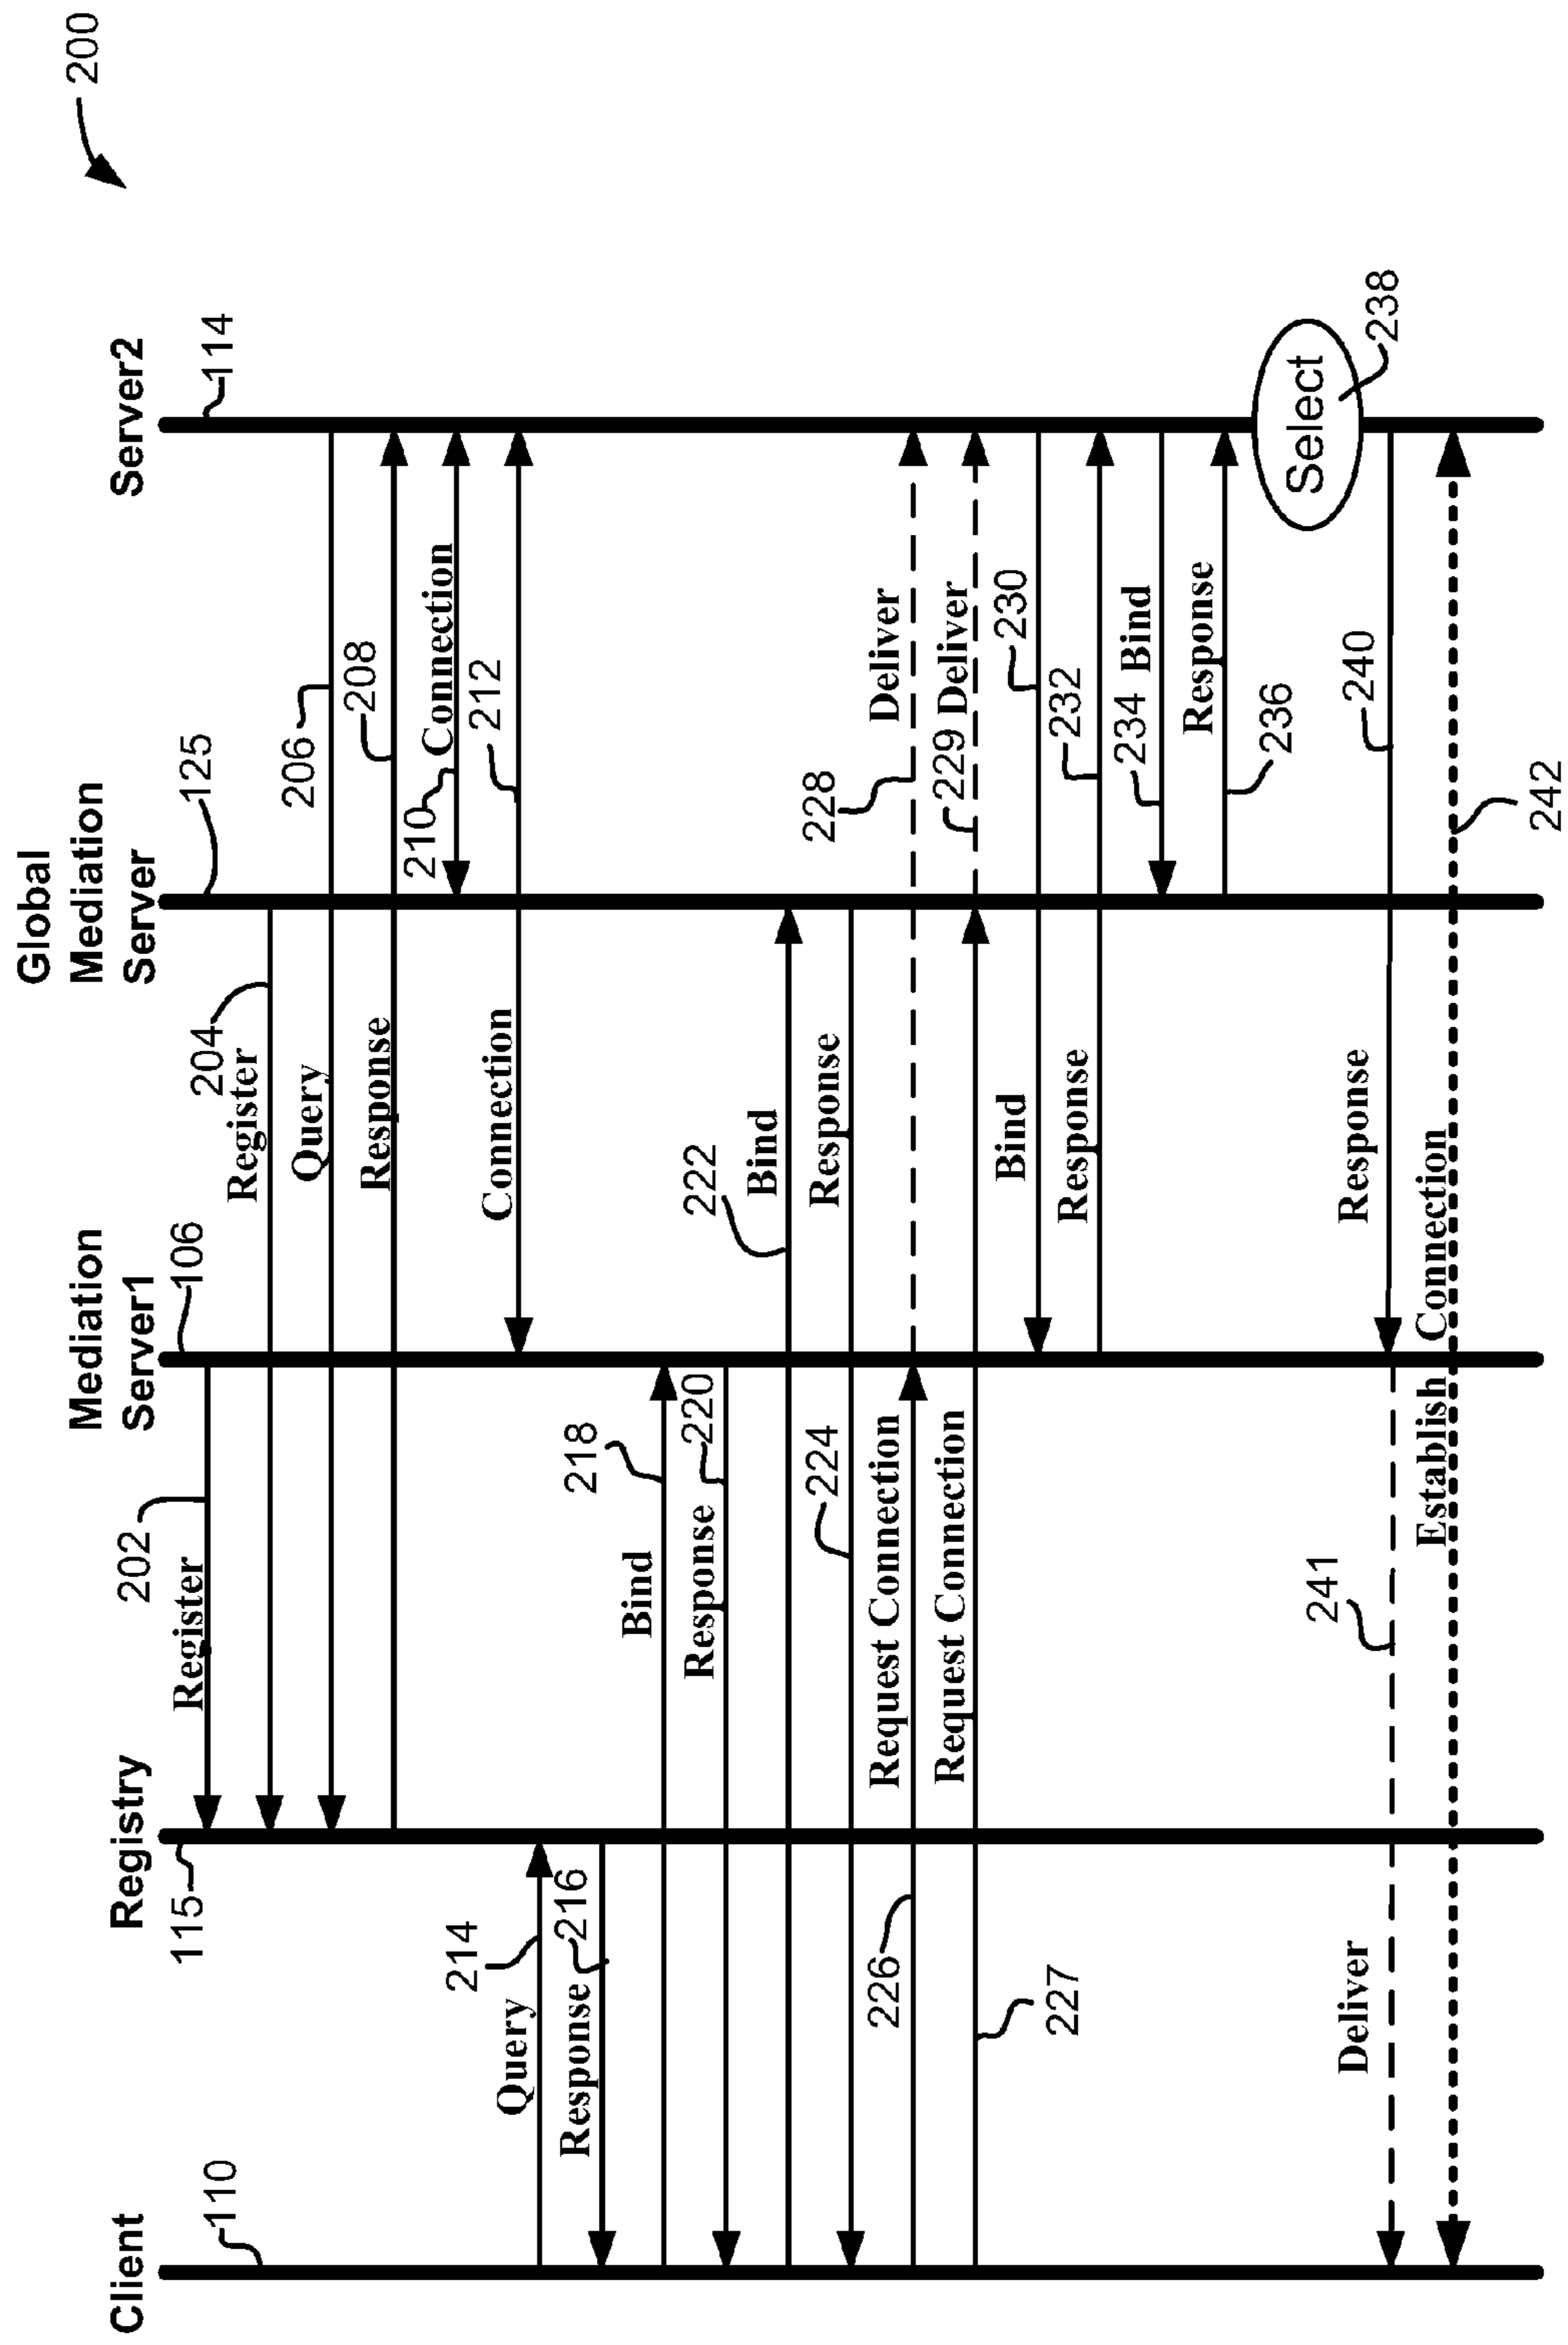 200
Client
Registry
Mediation
Server1
Global
Mediation
Server
Server2
110
115
106
125
114
202
Register
204
Register
Query
206
Response
208
210
Connection
Connection
212
214
Query
Response
216
218
Bind
Response
220
222
Bind
224
Response
226
Request Connection
228
Deliver
227
Request Connection
229
Deliver
Bind
230
Response
232
234
Bind
Response
236
Select
238
Response
240
241
Deliver
Establish Connection
242